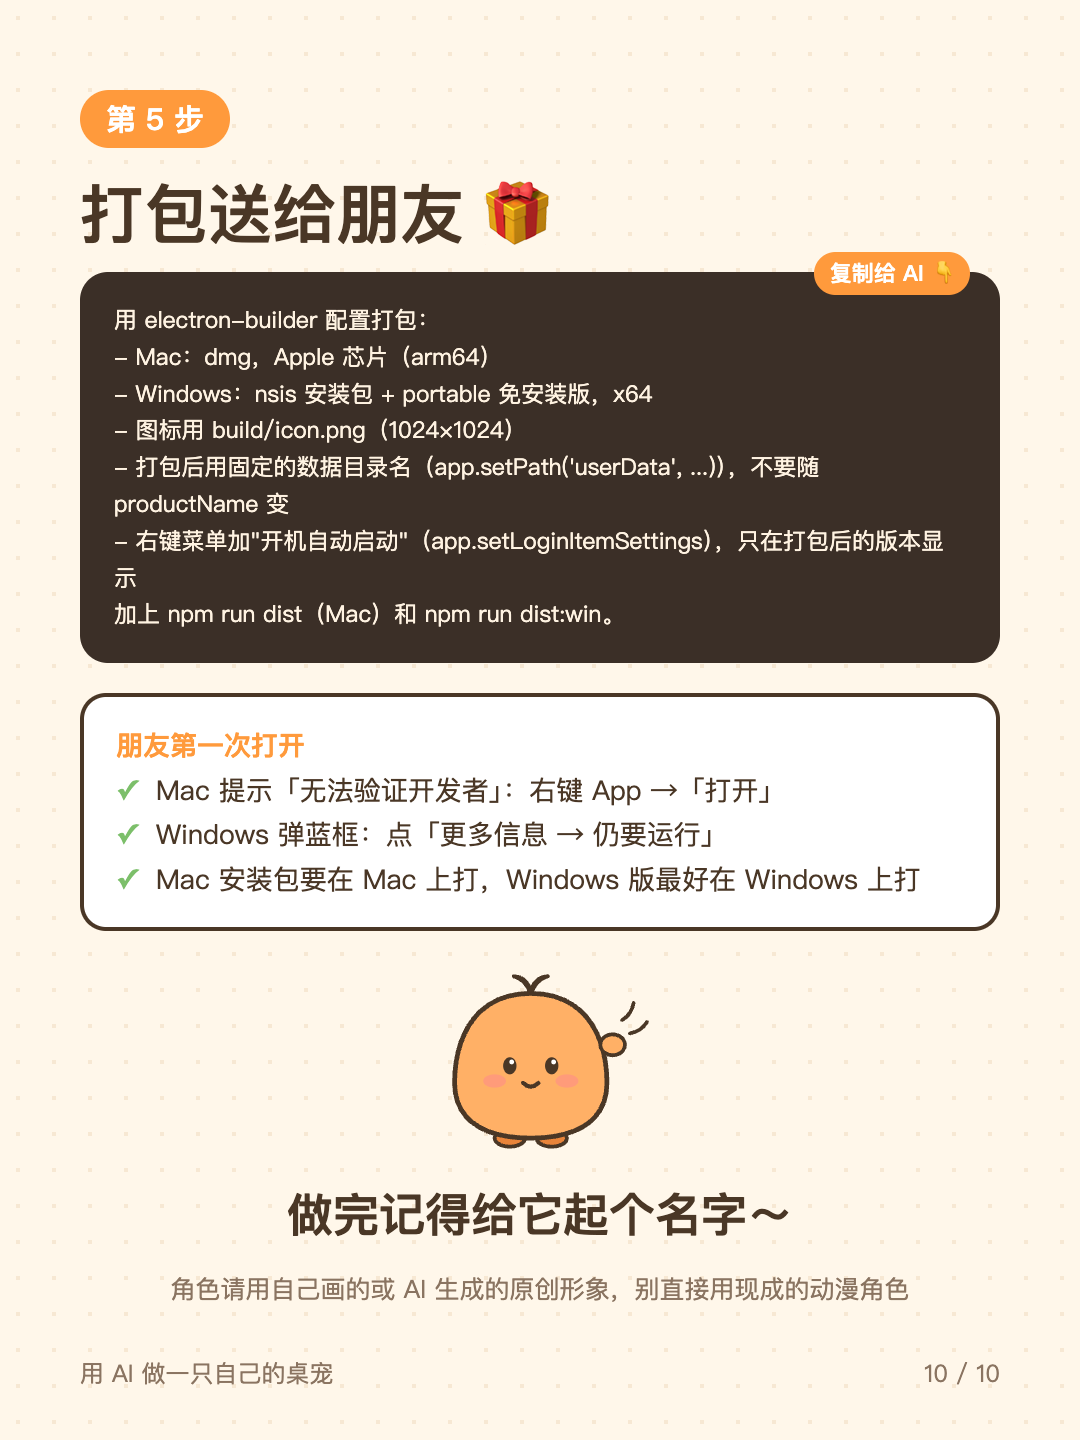 第 5 步
打包送给朋友 🎁
复制给 AI 👇
用 electron-builder 配置打包：
- Mac：dmg，Apple 芯片（arm64）
- Windows：nsis 安装包 + portable 免安装版，x64
- 图标用 build/icon.png（1024×1024）
- 打包后用固定的数据目录名（app.setPath('userData', ...)），不要随
productName 变
- 右键菜单加"开机自动启动"（app.setLoginItemSettings），只在打包后的版本显
示
加上 npm run dist（Mac）和 npm run dist:win。
朋友第一次打开
✓ Mac 提示「无法验证开发者」：右键 App →「打开」
✓ Windows 弹蓝框：点「更多信息 → 仍要运行」
✓ Mac 安装包要在 Mac 上打，Windows 版最好在 Windows 上打
做完记得给它起个名字～
角色请用自己画的或 AI 生成的原创形象，别直接用现成的动漫角色
用 AI 做一只自己的桌宠
10 / 10